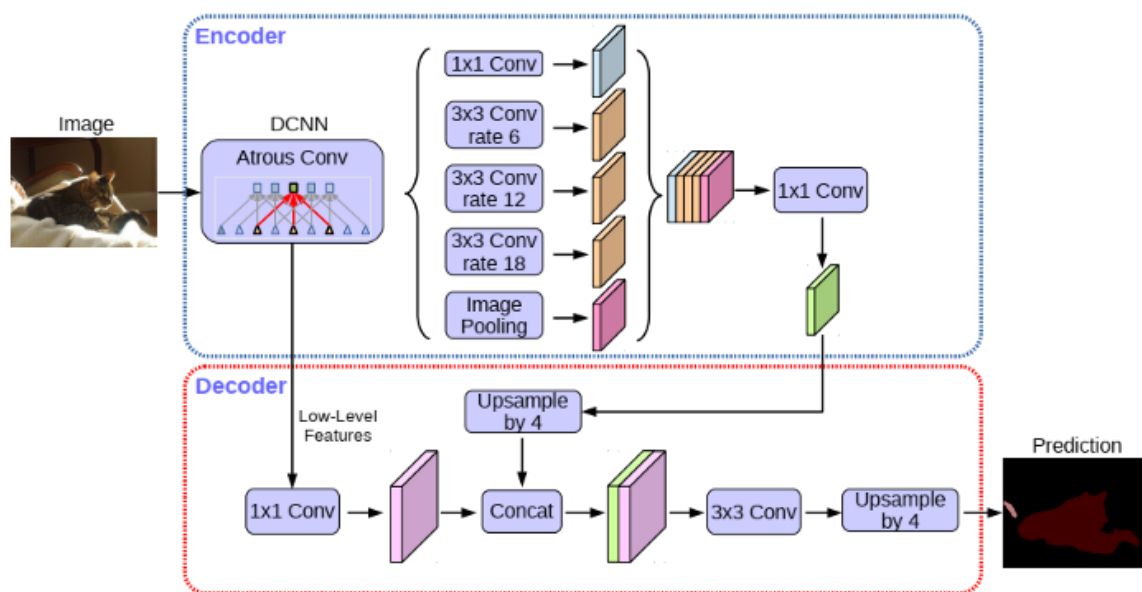 Encoder
Image
DCNN
Atrous Conv
1x1 Conv
3x3 Conv
rate 6
3x3 Conv
rate 12
3x3 Conv
rate 18
Image
Pooling
1x1 Conv
Decoder
Low-Level
Features
Upsample
by 4
1x1 Conv
Concat
3x3 Conv
Upsample
by 4
Prediction